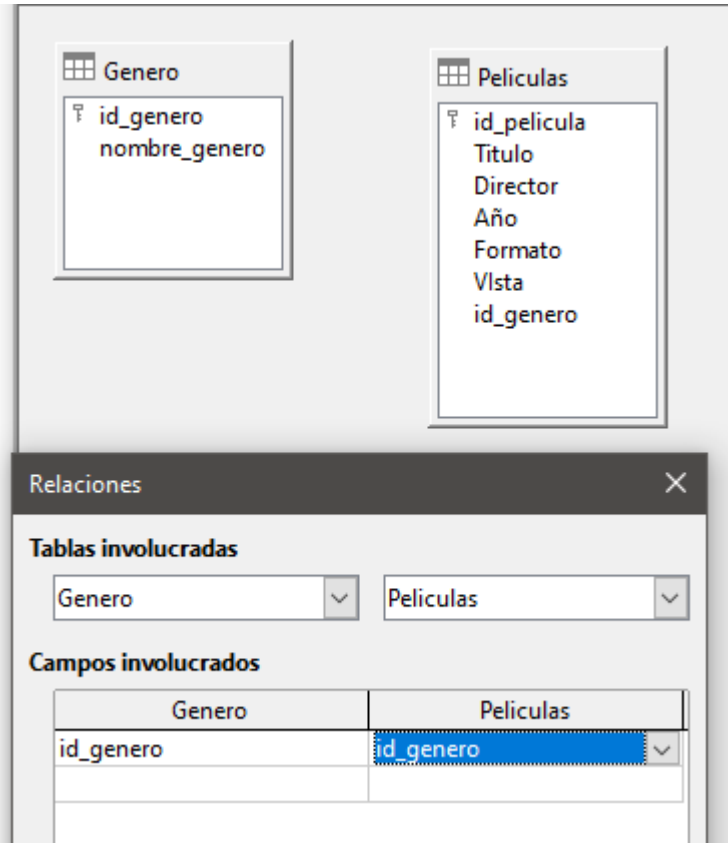 Genero
id_genero
nombre_genero
Peliculas
id_pelicula
Titulo
Director
Año
Formato
VIsta
id_genero
Relaciones
Tablas involucradas
Genero Peliculas
Campos involucrados
Genero Peliculas
id_genero id_genero